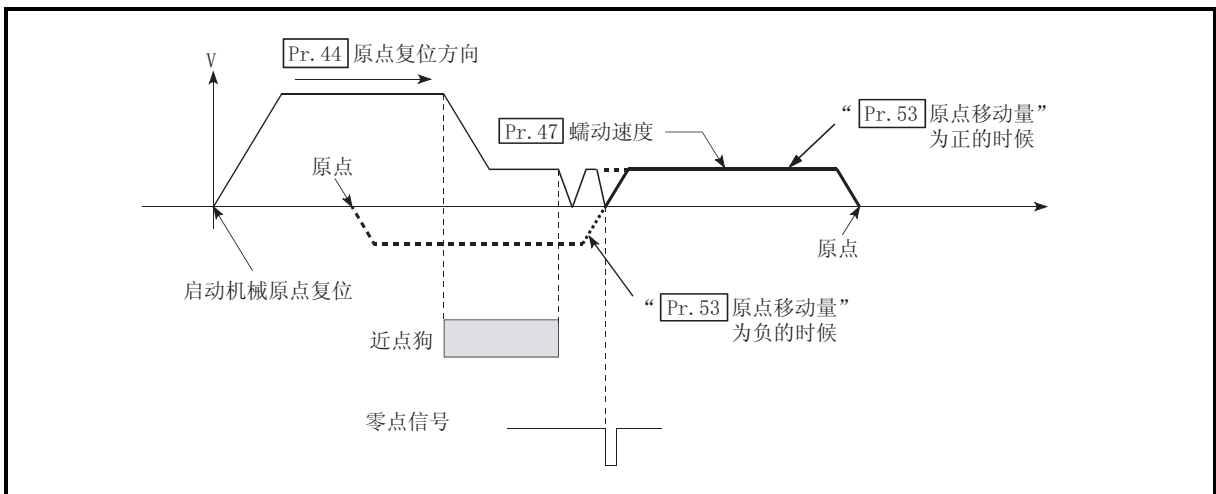 Pr.44 原点复位方向
V
“ Pr.53 原点移动量”
为正的时候
Pr.47 蠕动速度
原点
原点
启动机械原点复位
“ Pr.53 原点移动量”
为负的时候
近点狗
零点信号